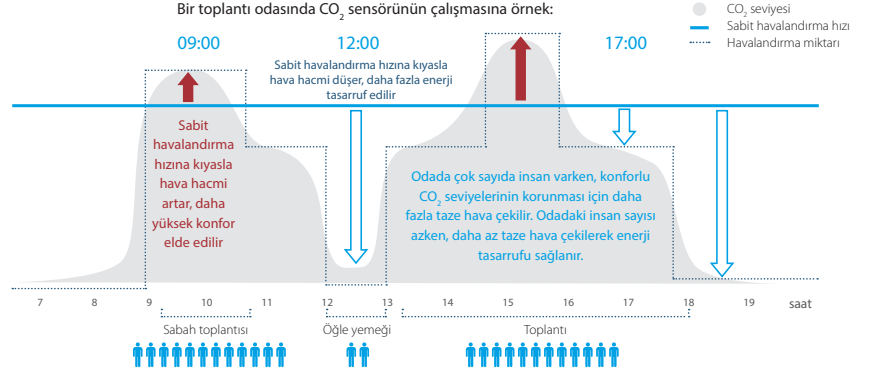 Bir toplantı odasında CO₂ sensörünün çalışmasına örnek:
CO₂ seviyesi
Sabit havalandırma hızı
Havalandırma miktarı
09:00
12:00
17:00
Sabit havalandırma hızına kıyasla
hava hacmi düşer, daha fazla enerji
tasarruf edilir
Sabit
havalandırma
hızına kıyasla
hava hacmi
artar, daha
yüksek konfor
elde edilir
Odada çok sayıda insan varken, konforlu
CO₂ seviyelerinin korunması için daha
fazla taze hava çekilir. Odadaki insan sayısı
azken, daha az taze hava çekilerek enerji
tasarrufu sağlanır.
7 8 9 10 11 12 13 14 15 16 17 18 19 saat
Sabah toplantısı Öğle yemeği Toplantı